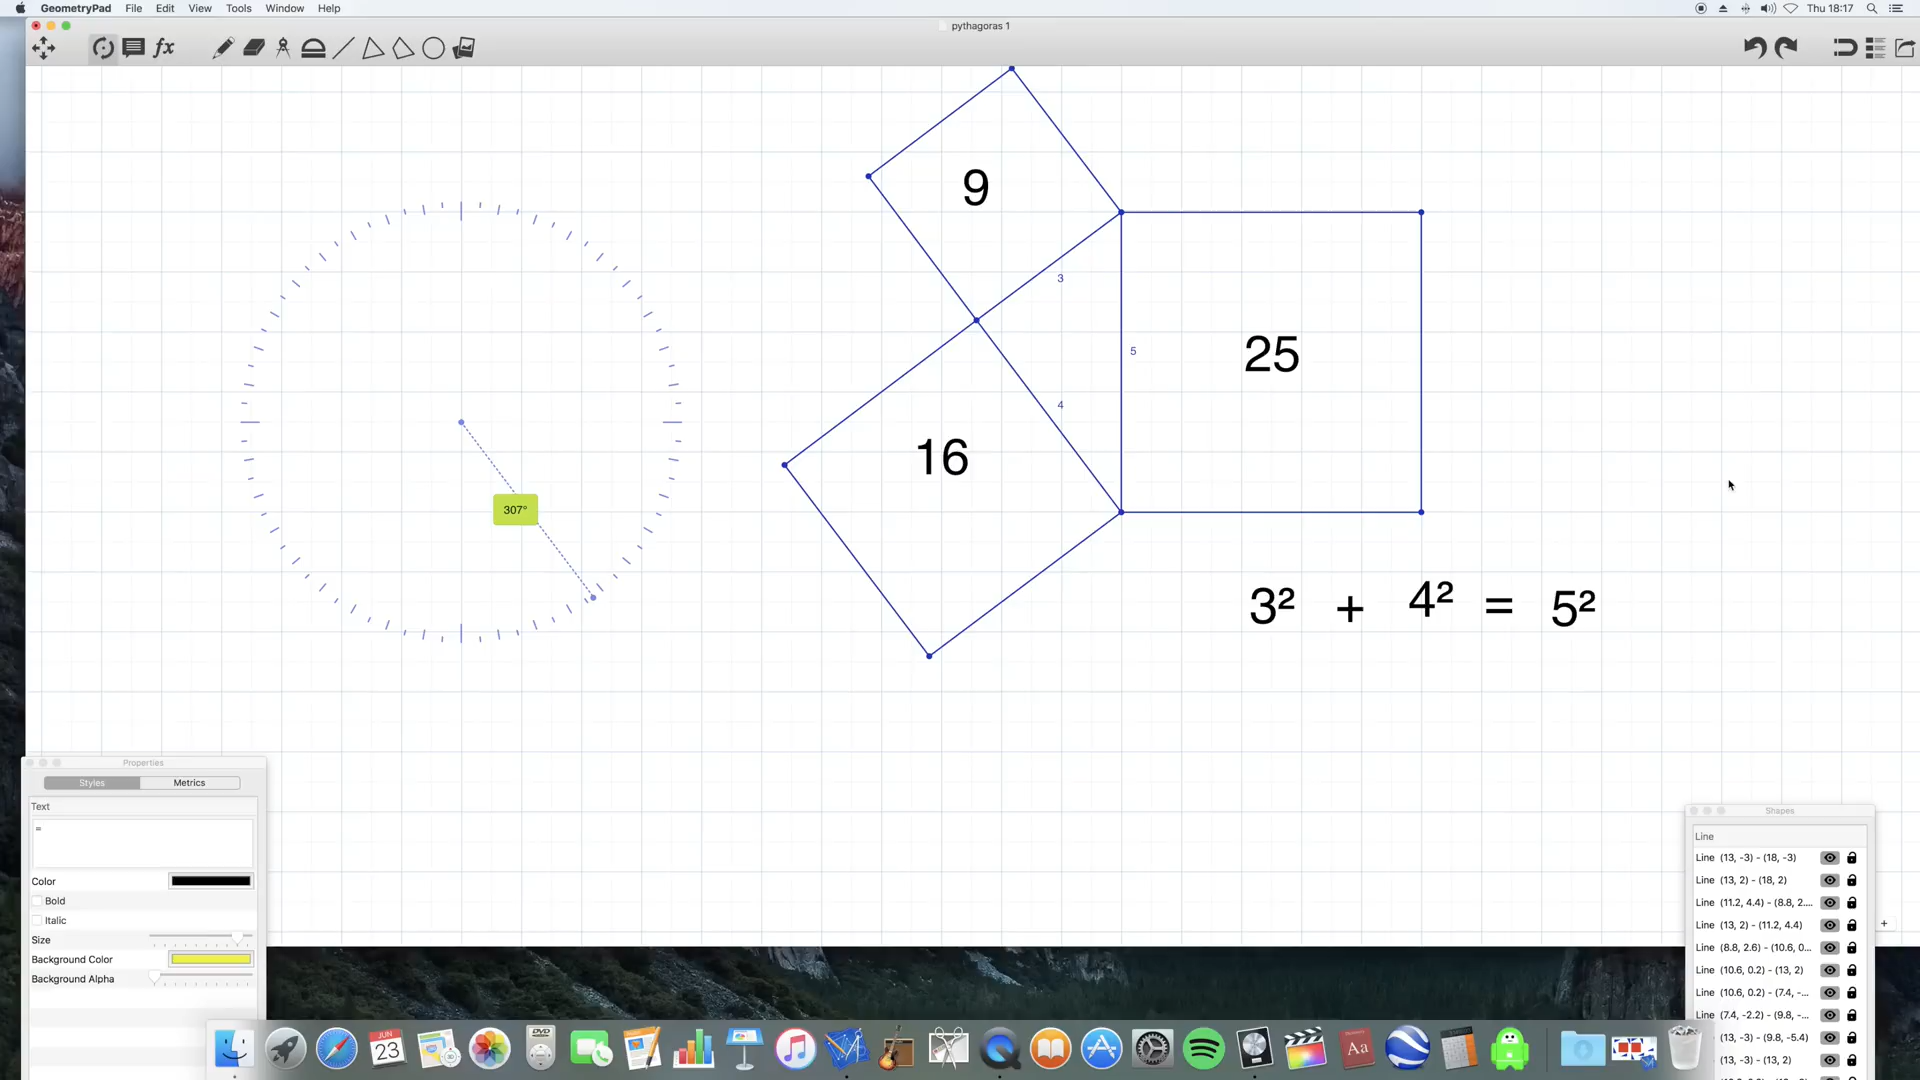 GeometryPad File Edit View Tools Window Help
Thu 18:17
pythagoras 1
fx
9
3
5
25
4
16
307°
3² + 4² = 5²
Properties
Styles Metrics
Text
=
Color
Bold
Italic
Size
Background Color
Background Alpha
Shapes
Line
Line (13, -3) - (18, -3)
Line (13, 2) - (18, 2)
Line (11.2, 4.4) - (8.8, 2....
Line (13, 2) - (11.2, 4.4)
+
Line (8.8, 2.6) - (10.6, 0...
Line (10.6, 0.2) - (13, 2)
Line (10.6, 0.2) - (7.4, -...
Line (7.4, -2.2) - (9.8, -...
(13, -3) - (9.8, -5.4)
(13, -3) - (13, 2)
JUN
23
DVD
Aa